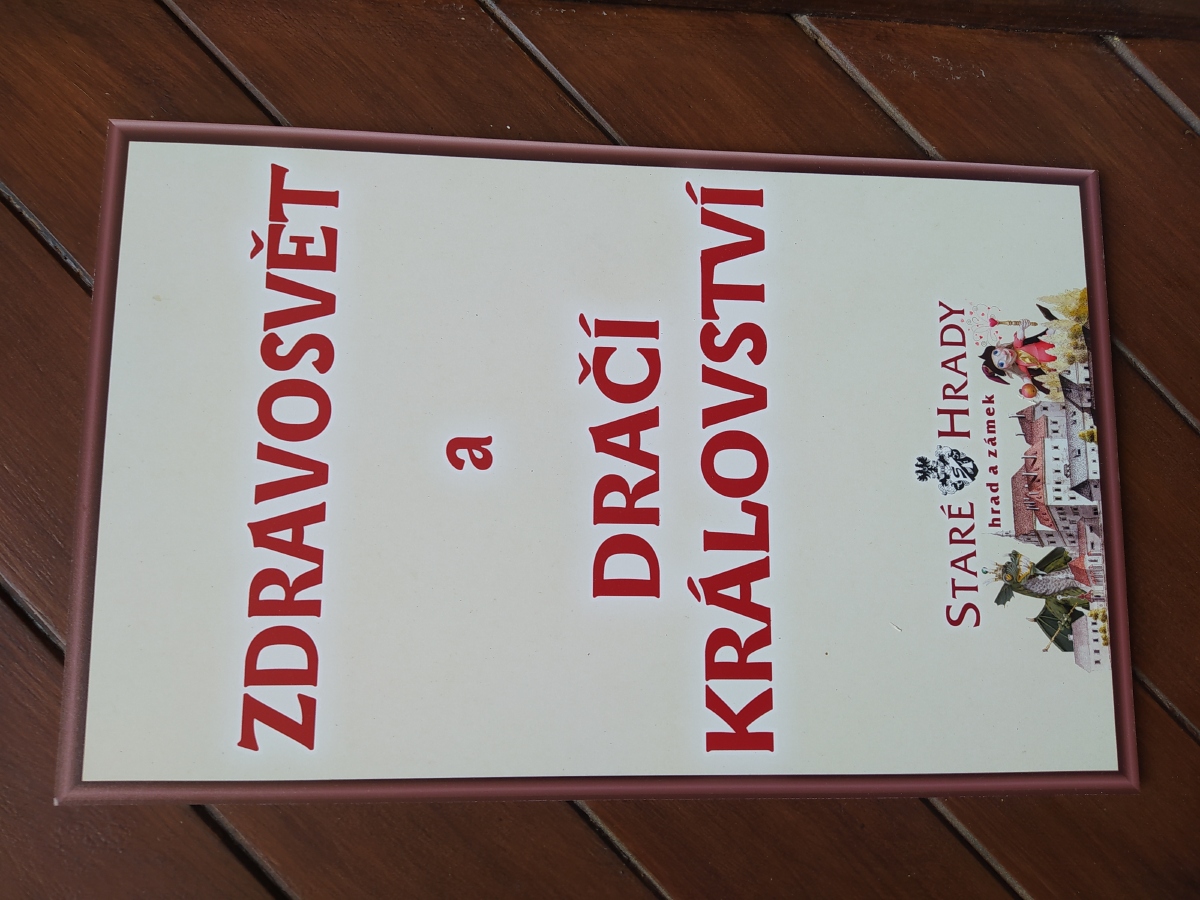 ZDRAVOSVĚT
a
DRAČÍ
KRÁLOVSTVÍ
STARÉ HRADY
hrad a zámek